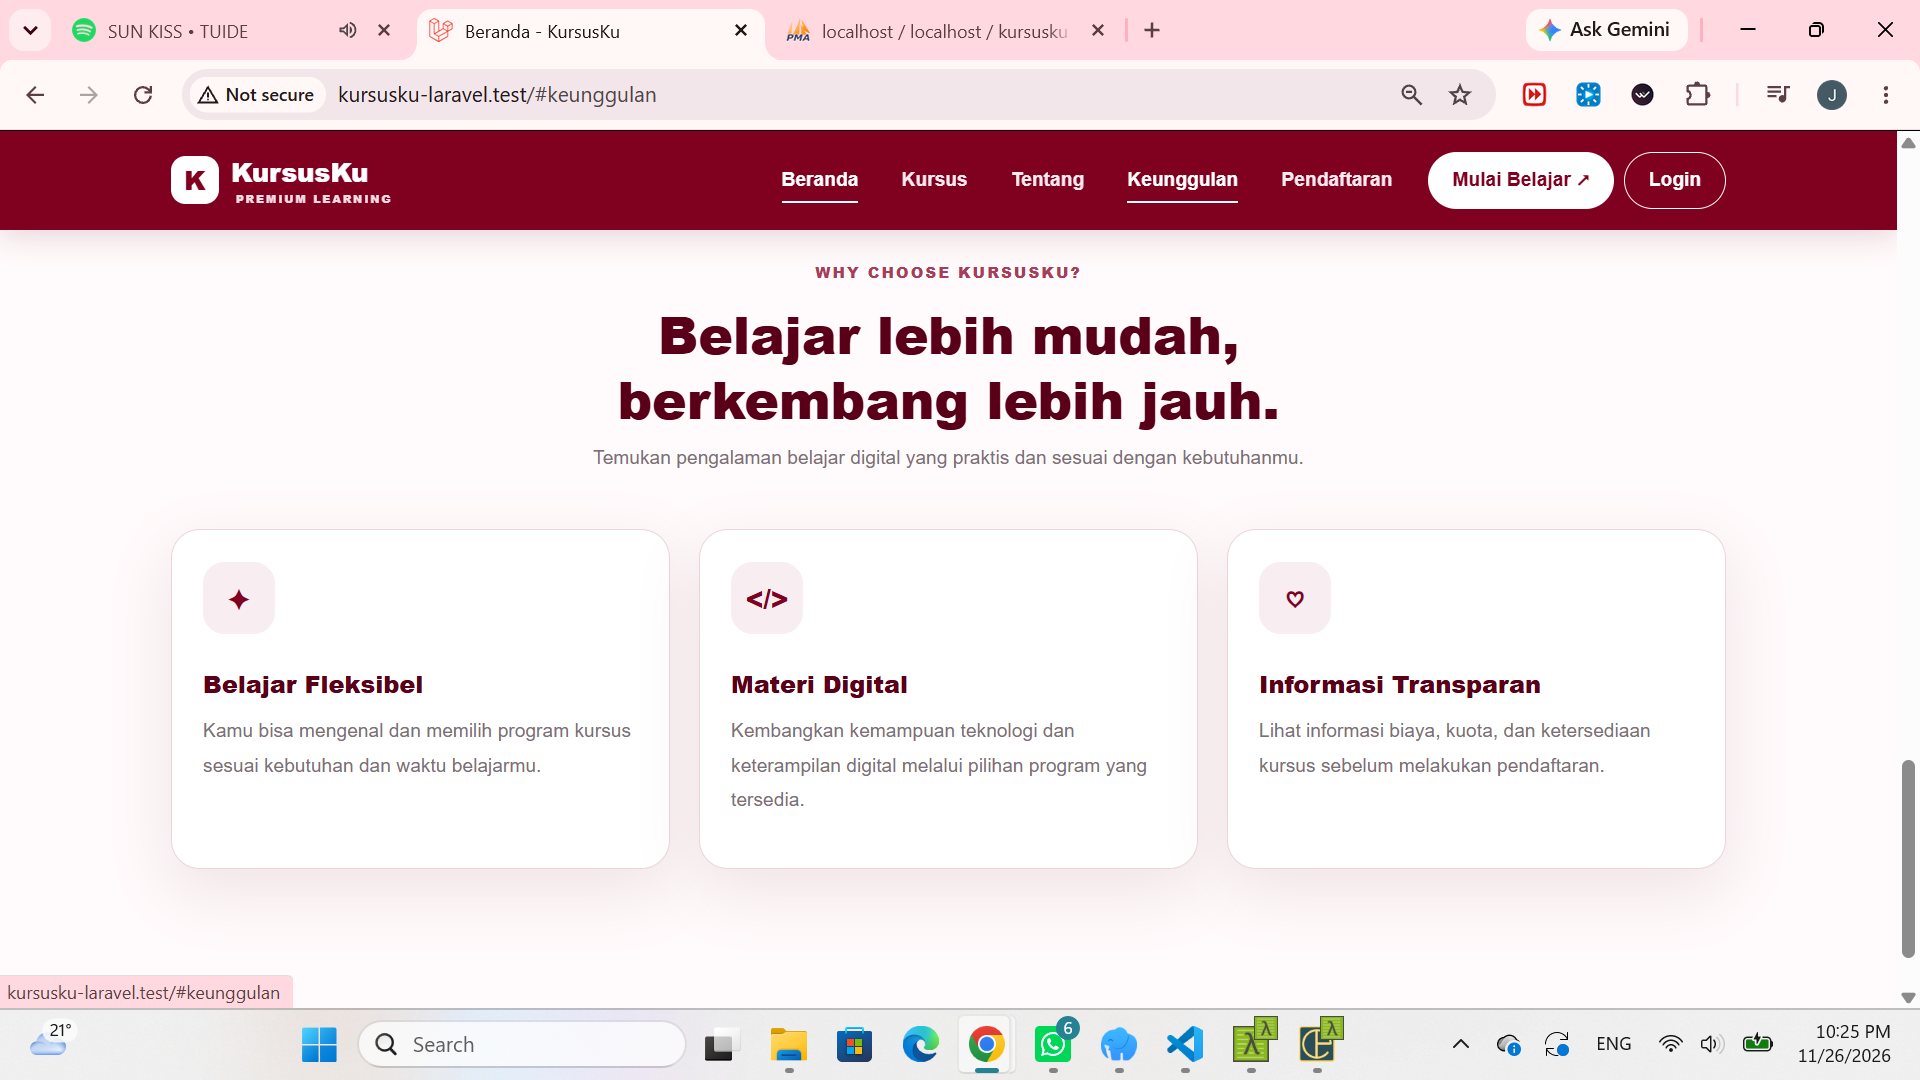 SUN KISS • TUIDE
Beranda - KursusKu
localhost / localhost / kursusku
Ask Gemini
Not secure
kursusku-laravel.test/#keunggulan
J
K
KursusKu
PREMIUM LEARNING
Beranda
Kursus
Tentang
Keunggulan
Pendaftaran
Mulai Belajar ↗
Login
WHY CHOOSE KURSUSKU?
Belajar lebih mudah,
berkembang lebih jauh.
Temukan pengalaman belajar digital yang praktis dan sesuai dengan kebutuhanmu.
Belajar Fleksibel
Kamu bisa mengenal dan memilih program kursus
sesuai kebutuhan dan waktu belajarmu.
</>
Materi Digital
Kembangkan kemampuan teknologi dan
keterampilan digital melalui pilihan program yang
tersedia.
Informasi Transparan
Lihat informasi biaya, kuota, dan ketersediaan
kursus sebelum melakukan pendaftaran.
kursusku-laravel.test/#keunggulan
21°
Search
6
ENG
10:25 PM
11/26/2026